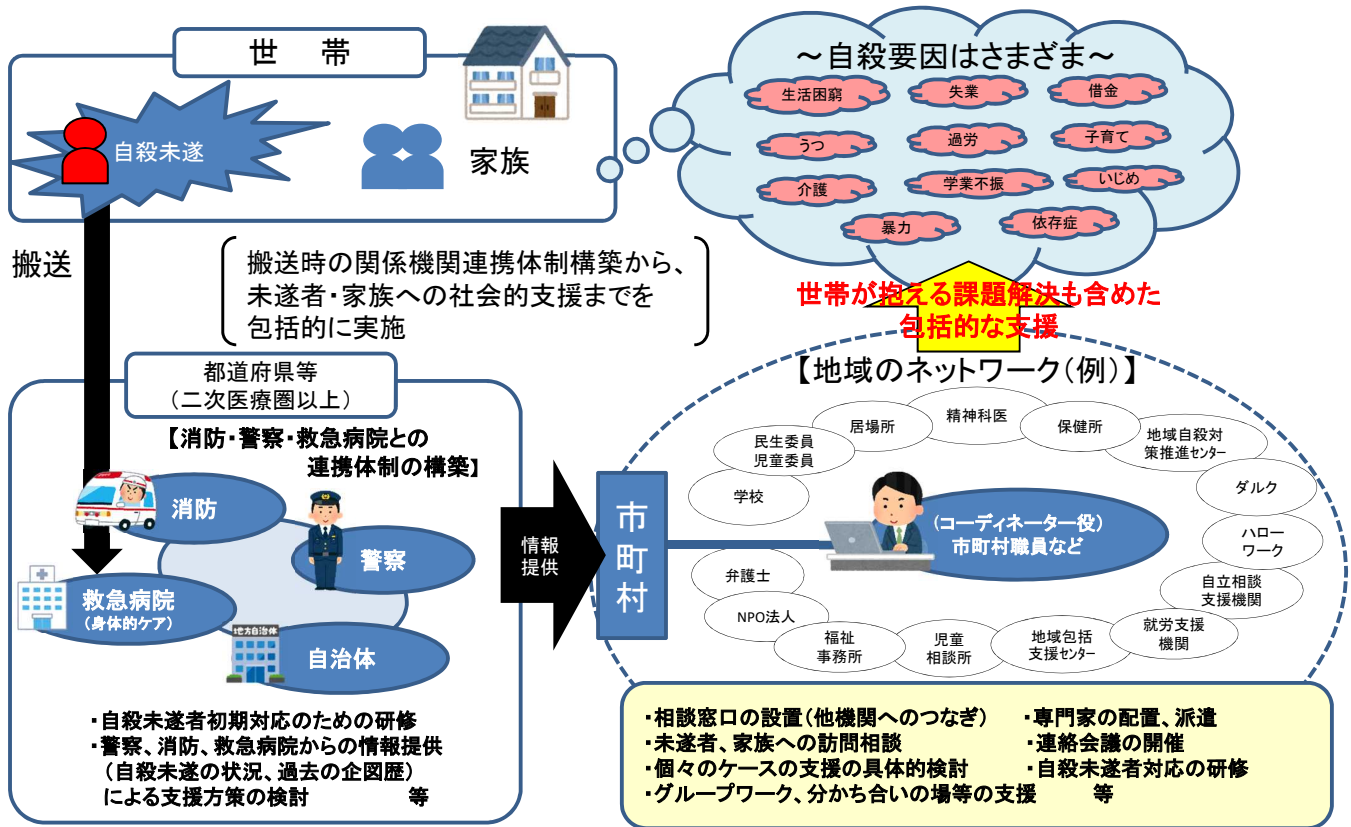 世　帯
自殺未遂
家族
～自殺要因はさまざま～
生活困窮
失業
借金
うつ
過労
子育て
介護
学業不振
いじめ
暴力
依存症
搬送
搬送時の関係機関連携体制構築から、
未遂者・家族への社会的支援までを
包括的に実施
世帯が抱える課題解決も含めた
包括的な支援
都道府県等
（二次医療圏以上）
【消防・警察・救急病院との
連携体制の構築】
消防
警察
救急病院
（身体的ケア）
地方自治体
自治体
・自殺未遂者初期対応のための研修
・警察、消防、救急病院からの情報提供
（自殺未遂の状況、過去の企図歴）
による支援方策の検討　　　　等
情報
提供
【地域のネットワーク（例）】
市
町
村
（コーディネーター役）
市町村職員など
学校
民生委員
児童委員
居場所
精神科医
保健所
地域自殺対
策推進センター
ダルク
ハロー
ワーク
自立相談
支援機関
就労支援
機関
地域包括
支援センター
児童
相談所
福祉
事務所
NPO法人
弁護士
・相談窓口の設置（他機関へのつなぎ）　・専門家の配置、派遣
・未遂者、家族への訪問相談　・連絡会議の開催
・個々のケースの支援の具体的検討　・自殺未遂者対応の研修
・グループワーク、分かち合いの場等の支援　　等